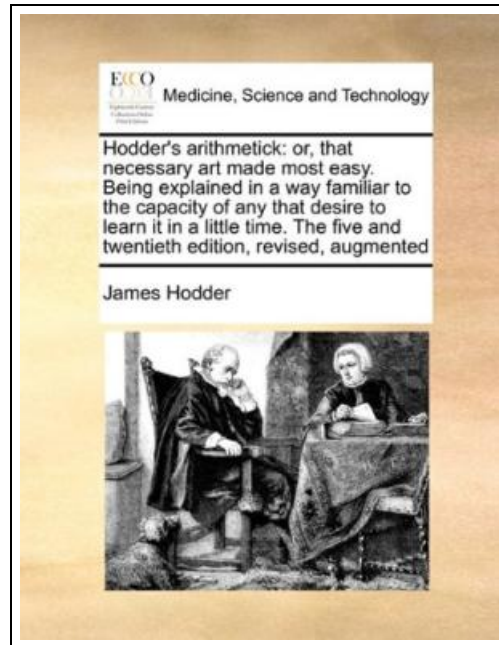 ECCO
Medicine, Science and Technology
Hodder's arithmetick: or, that
necessary art made most easy.
Being explained in a way familiar to
the capacity of any that desire to
learn it in a little time. The five and
twentieth edition, revised, augmented
James Hodder